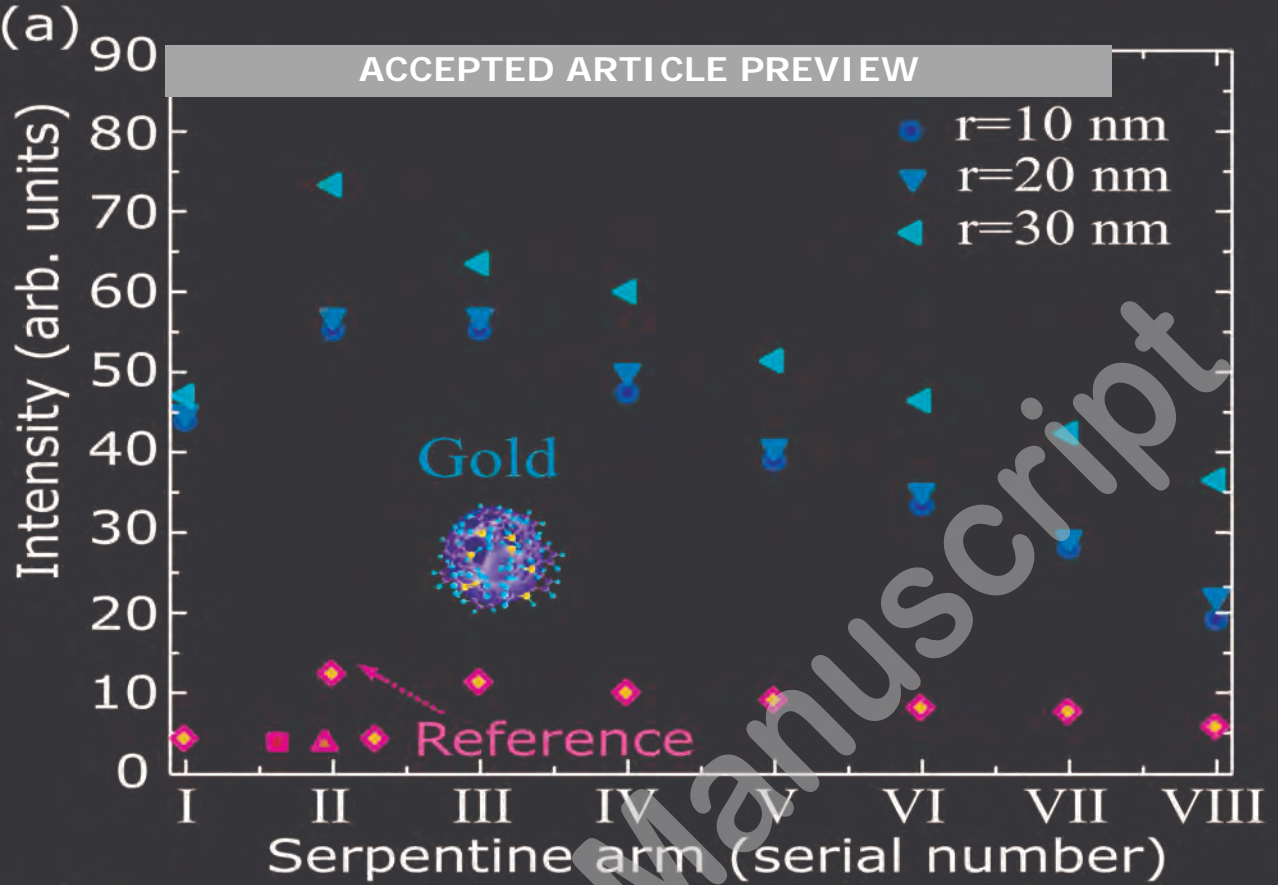 (a)
ACCEPTED ARTICLE PREVIEW
90
80
70
60
50
40
30
20
10
0
Intensity (arb. units)
r=10 nm
r=20 nm
r=30 nm
Gold
Reference
Manuscript
I II III IV V VI VII VIII
Serpentine arm (serial number)